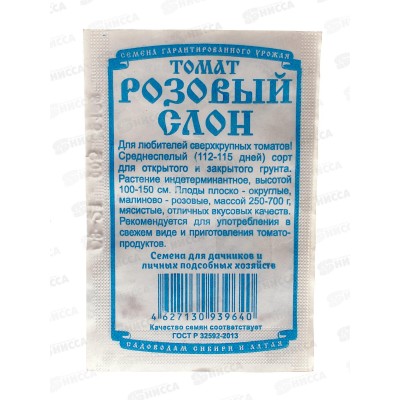 СЕМЕНА ГАРАНТИРОВАННОГО УРОЖАЯ
ТОМАТ
РОЗОВЫЙ
СЛОН
Для любителей сверхкрупных томатов!
Среднеспелый (112-115 дней) сорт
для открытого и закрытого грунта.
Растение индетерминантное, высотой
100-150 см. Плоды плоско - округлые,
малиново - розовые, массой 250-700 г,
мясистые, отличных вкусовых качеств.
Рекомендуется для употребления в
свежем виде и приготовления томато-
продуктов.
Семена для дачников и
личных подсобных хозяйств
4 627130 939640
Качество семян соответствует
ГОСТ Р 32592-2013
САДОВОДАМ СИБИРИ И АЛТАЯ